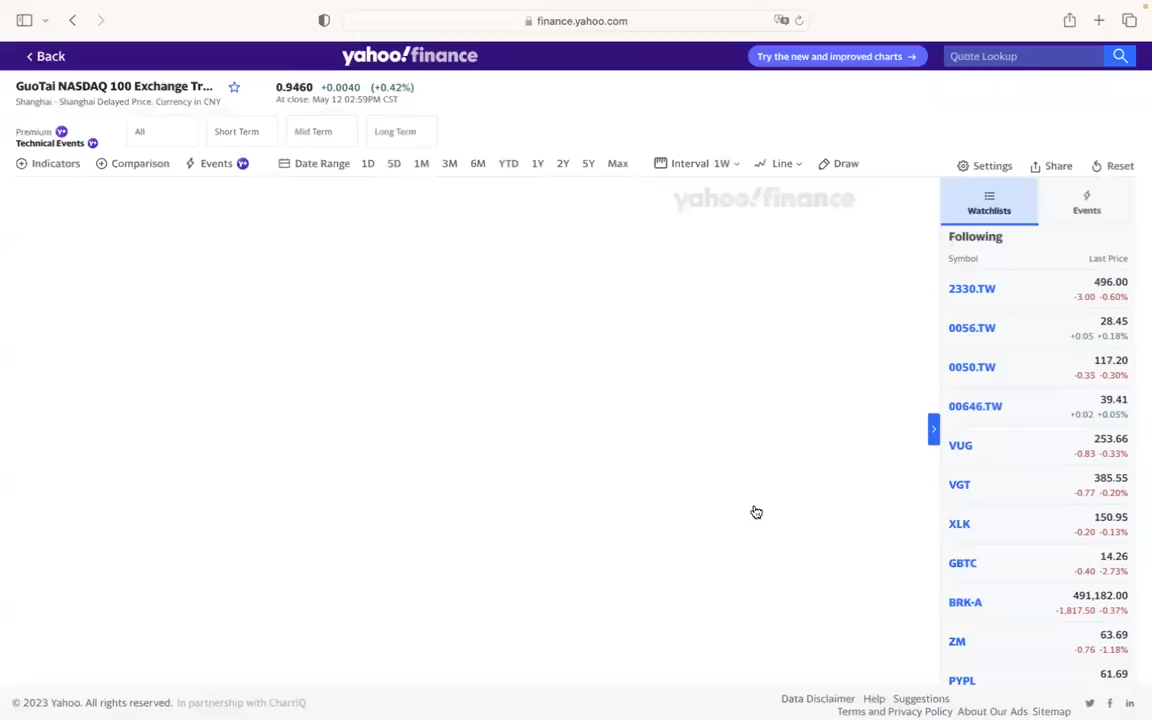 finance.yahoo.com
Back
yahoo!finance
Try the new and improved charts →
Quote Lookup
GuoTai NASDAQ 100 Exchange Tr...
0.9460 +0.0040 (+0.42%)
Shanghai - Shanghai Delayed Price. Currency in CNY
At close: May 12 02:59PM CST
Premium Y+
Technical Events Y+
All
Short Term
Mid Term
Long Term
Indicators
Comparison
Events Y+
Date Range
1D 5D 1M 3M 6M YTD 1Y 2Y 5Y Max
Interval 1W
Line
Draw
Settings
Share
Reset
yahoo!finance
Watchlists
Events
Following
Symbol Last Price
2330.TW 496.00
-3.00 -0.60%
0056.TW 28.45
+0.05 +0.18%
0050.TW 117.20
-0.35 -0.30%
00646.TW 39.41
+0.02 +0.05%
VUG 253.66
-0.83 -0.33%
VGT 385.55
-0.77 -0.20%
XLK 150.95
-0.20 -0.13%
GBTC 14.26
-0.40 -2.73%
BRK-A 491,182.00
-1,817.50 -0.37%
ZM 63.69
-0.76 -1.18%
PYPL 61.69
© 2023 Yahoo. All rights reserved. In partnership with ChartIQ
Data Disclaimer Help Suggestions
Terms and Privacy Policy About Our Ads Sitemap